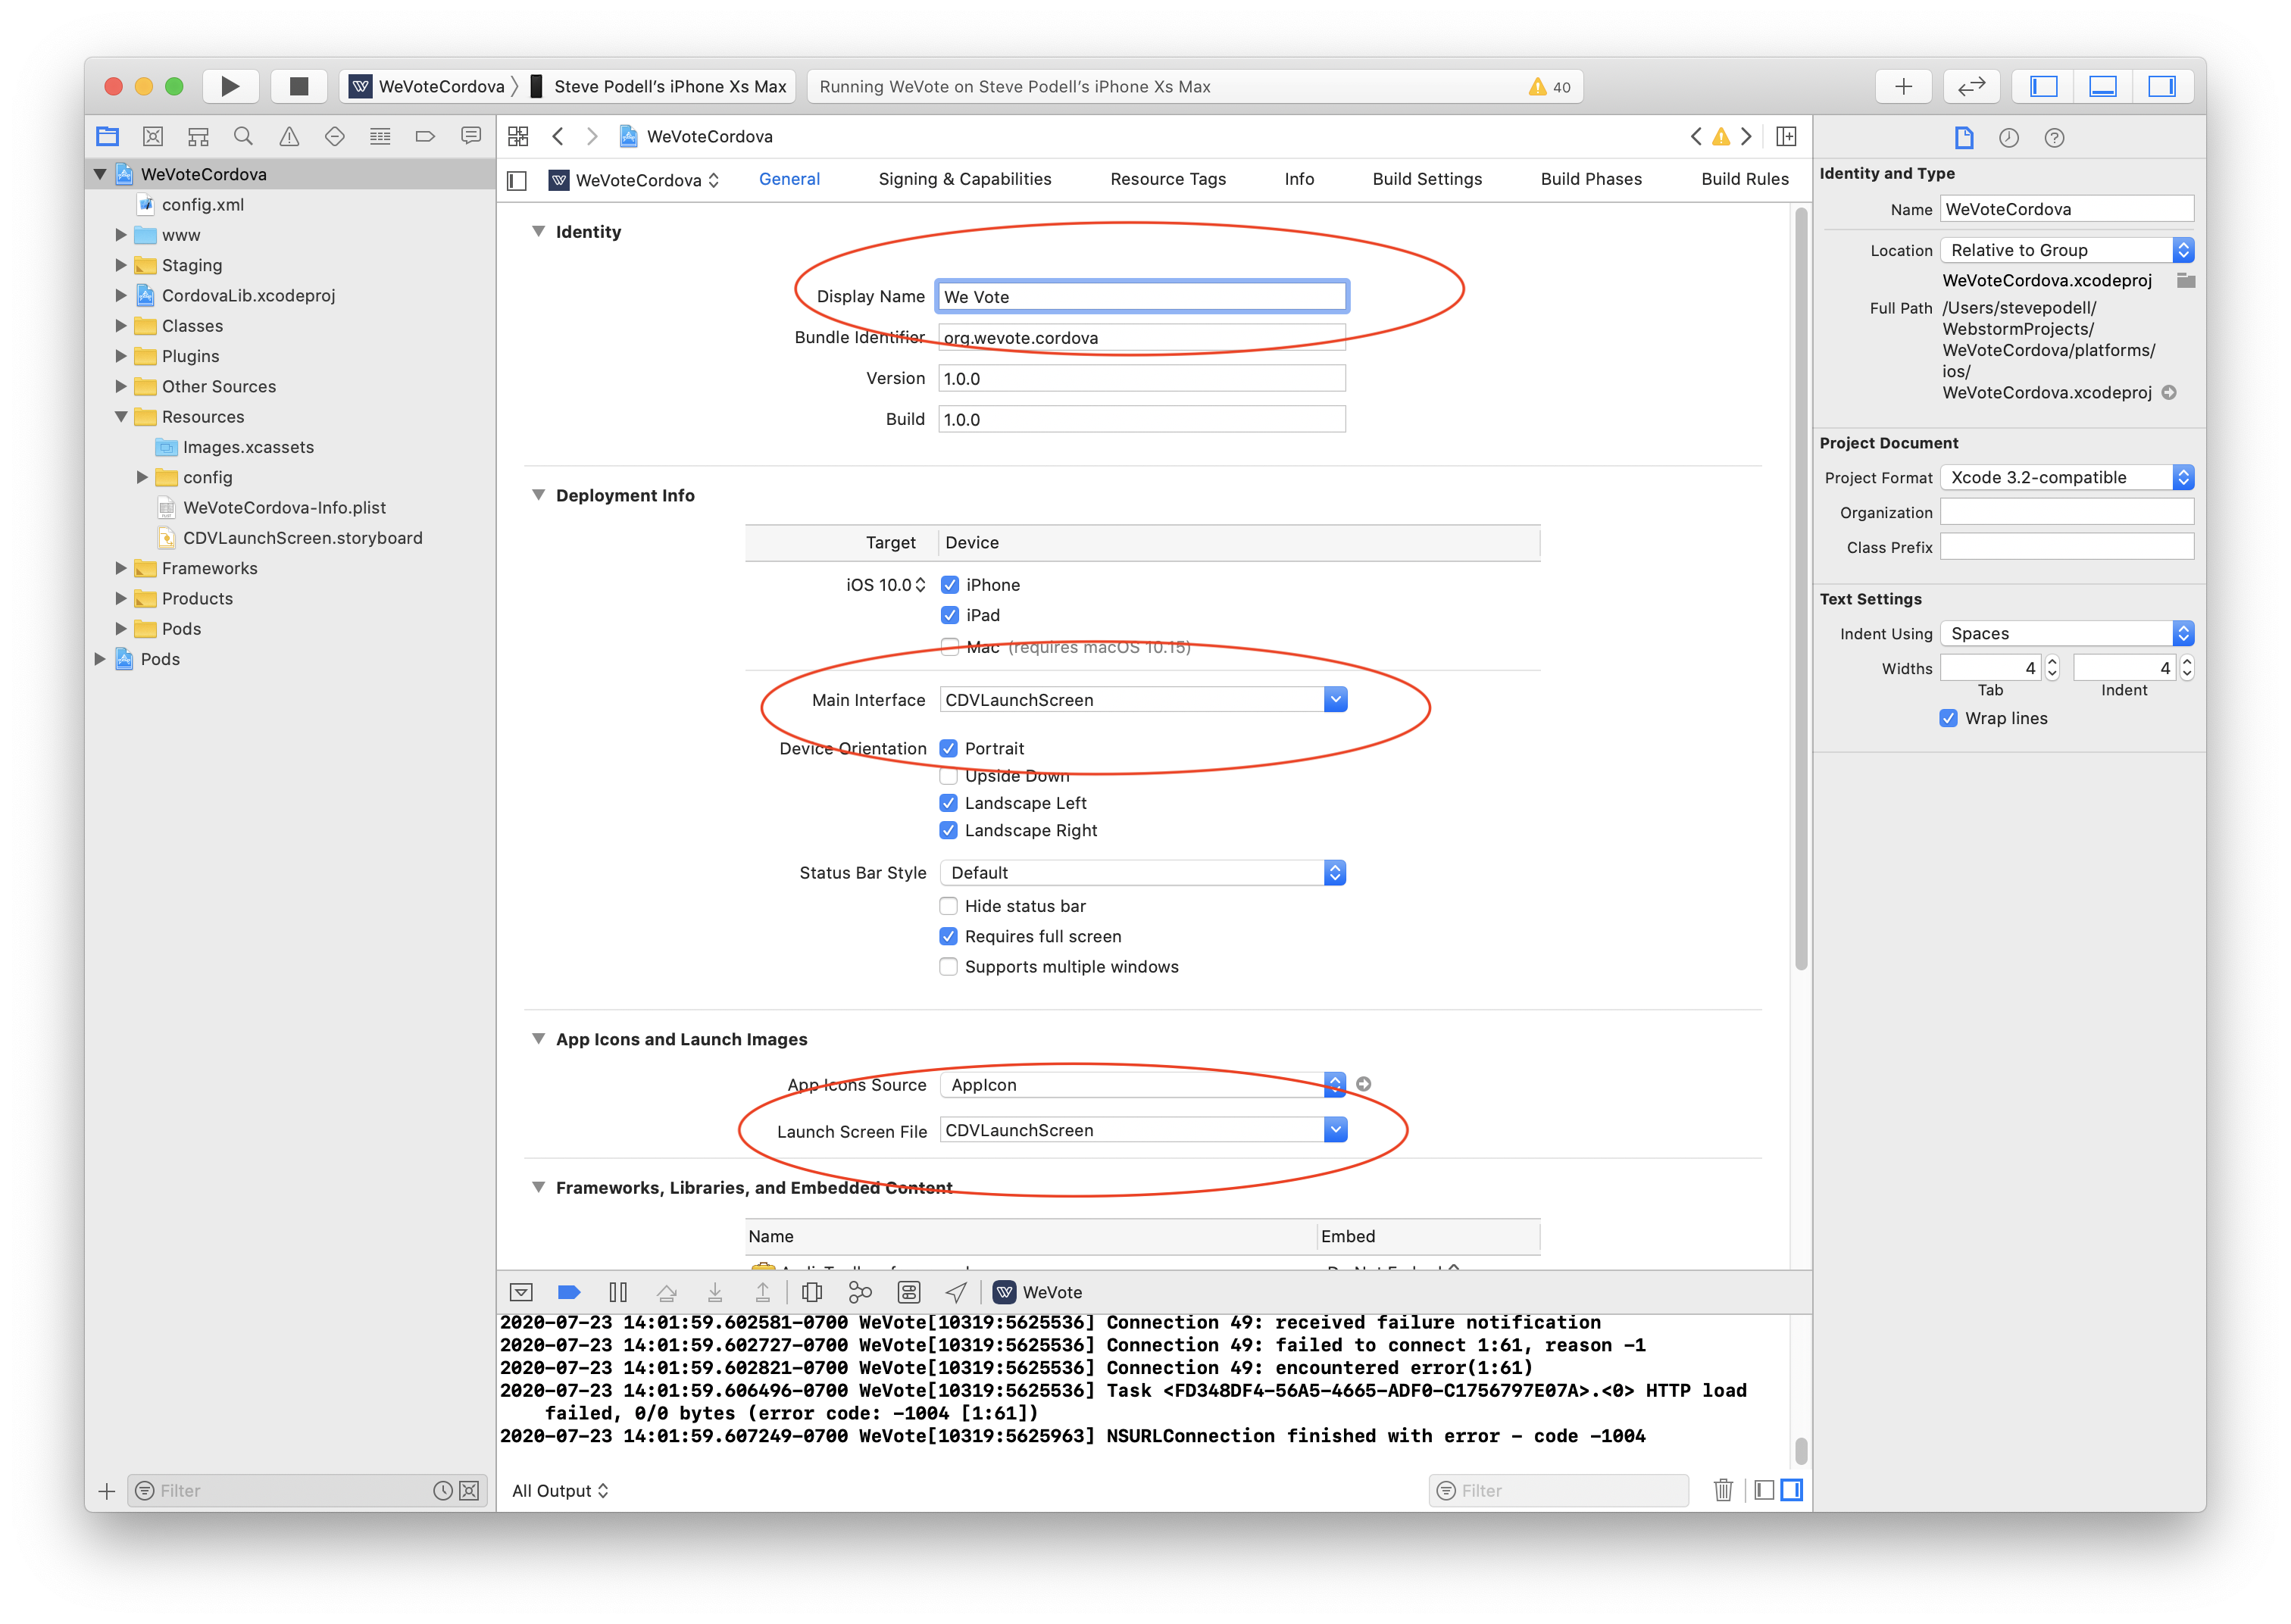 WeVoteCordova
Steve Podell’s iPhone Xs Max
Running WeVote on Steve Podell’s iPhone Xs Max
40
WeVoteCordova
config.xml
www
Staging
CordovaLib.xcodeproj
Classes
Plugins
Other Sources
Resources
Images.xcassets
config
WeVoteCordova-Info.plist
CDVLaunchScreen.storyboard
Frameworks
Products
Pods
Pods
Filter
WeVoteCordova
WeVoteCordova
General
Signing & Capabilities
Resource Tags
Info
Build Settings
Build Phases
Build Rules
Identity
Display Name We Vote
Bundle Identifier org.wevote.cordova
Version 1.0.0
Build 1.0.0
Deployment Info
Target Device
iOS 10.0 iPhone
iPad
Mac (requires macOS 10.15)
Main Interface CDVLaunchScreen
Device Orientation Portrait
Upside Down
Landscape Left
Landscape Right
Status Bar Style Default
Hide status bar
Requires full screen
Supports multiple windows
App Icons and Launch Images
App Icons Source AppIcon
Launch Screen File CDVLaunchScreen
Frameworks, Libraries, and Embedded Content
Name Embed
WeVote
2020-07-23 14:01:59.602581-0700 WeVote[10319:5625536] Connection 49: received failure notification
2020-07-23 14:01:59.602727-0700 WeVote[10319:5625536] Connection 49: failed to connect 1:61, reason -1
2020-07-23 14:01:59.602821-0700 WeVote[10319:5625536] Connection 49: encountered error(1:61)
2020-07-23 14:01:59.606496-0700 WeVote[10319:5625536] Task <FD348DF4-56A5-4665-ADF0-C1756797E07A>.<0> HTTP load
failed, 0/0 bytes (error code: -1004 [1:61])
2020-07-23 14:01:59.607249-0700 WeVote[10319:5625963] NSURLConnection finished with error - code -1004
All Output
Filter
Identity and Type
Name WeVoteCordova
Location Relative to Group
WeVoteCordova.xcodeproj
Full Path /Users/stevepodell/
WebstormProjects/
WeVoteCordova/platforms/
ios/
WeVoteCordova.xcodeproj
Project Document
Project Format Xcode 3.2-compatible
Organization
Class Prefix
Text Settings
Indent Using Spaces
Widths 4 4
Tab Indent
Wrap lines